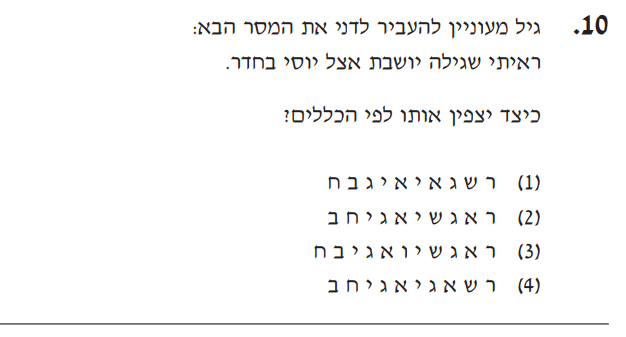 10. גיל מעוניין להעביר לדני את המסר הבא:
ראיתי שגילה יושבת אצל יוסי בחדר.
כיצד יצפין אותו לפי הכללים?
(1) ר ש ג א י א י ג ב ח
(2) ר א ג ש י א ג י ח ב
(3) ר א ג ש י ו א ג י ב ח
(4) ר ש א ג י א ג י ח ב